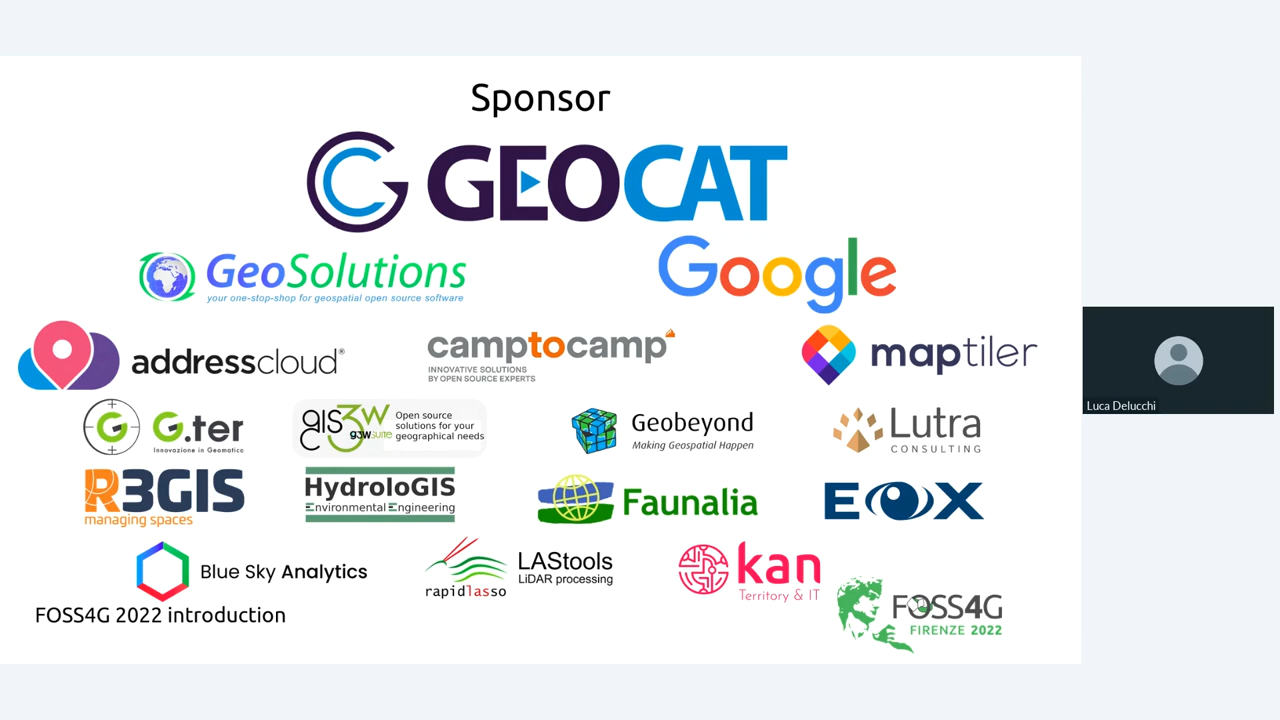 Sponsor
GEOCAT
GeoSolutions
your one-stop-shop for geospatial open source software
Google
addresscloud®
camptocamp
INNOVATIVE SOLUTIONS
BY OPEN SOURCE EXPERTS
maptiler
G.ter
Innovazione in Geomatica
gis3w
g3wsuite
Open source
solutions for your
geographical needs
Geobeyond
Making Geospatial Happen
Lutra
CONSULTING
R3GIS
managing spaces
HydroloGIS
Environmental Engineering
Faunalia
EOX
Blue Sky Analytics
rapidlasso
LAStools
LiDAR processing
kan
Territory & IT
FOSS4G 2022 introduction
FOSS4G
FIRENZE 2022
Luca Delucchi